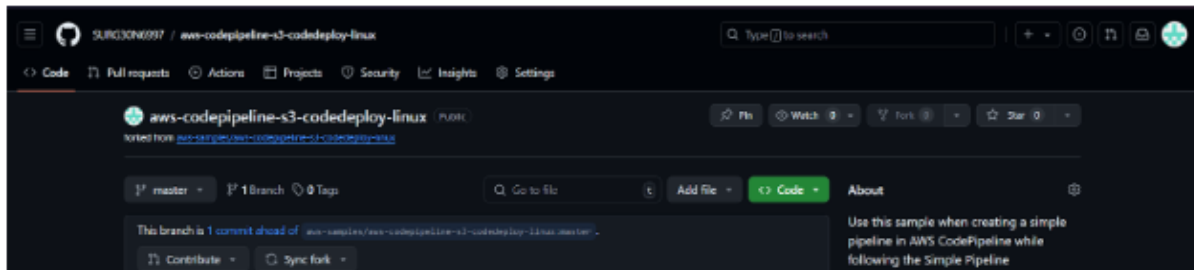 SURG30N6997 / aws-codepipeline-s3-codedeploy-linux
Type / to search
Code Pull requests Actions Projects Security Insights Settings
aws-codepipeline-s3-codedeploy-linux Public
forked from aws-samples/aws-codepipeline-s3-codedeploy-linux
Pin Watch 0 Fork 0 Star 0
master 1 Branch 0 Tags Go to file t Add file Code About
This branch is 1 commit ahead of aws-samples/aws-codepipeline-s3-codedeploy-linux:master .
Use this sample when creating a simple
pipeline in AWS CodePipeline while
following the Simple Pipeline
Contribute Sync fork